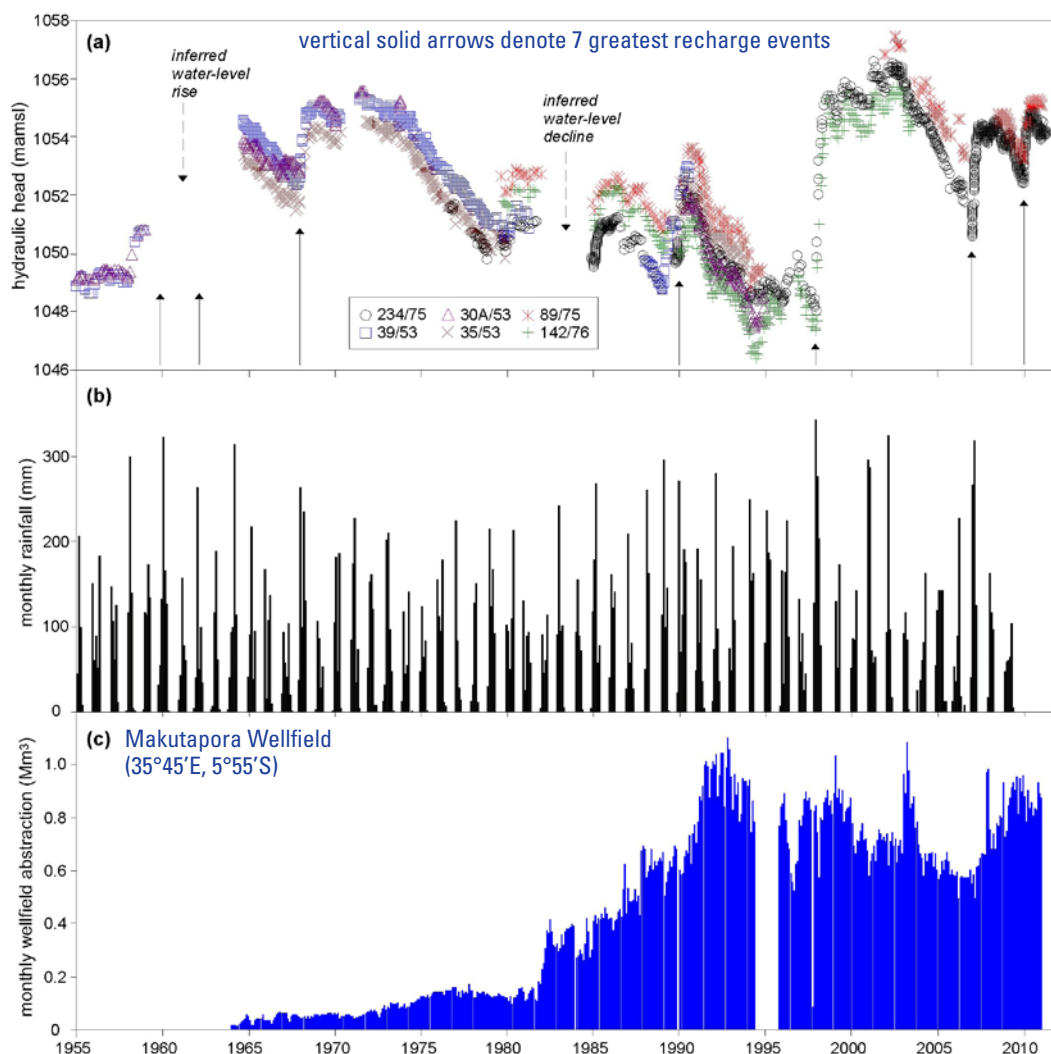 (a)
vertical solid arrows denote 7 greatest recharge events
inferred
water-level
rise
inferred
water-level
decline
hydraulic head (mamsl)
1058
1056
1054
1052
1050
1048
1046
234/75
30A/53
89/75
39/53
35/53
142/76
(b)
monthly rainfall (mm)
300
200
100
0
(c) Makutapora Wellfield
(35°45'E, 5°55'S)
monthly wellfield abstraction (Mm³)
1.0
0.8
0.6
0.4
0.2
0
1955
1960
1965
1970
1975
1980
1985
1990
1995
2000
2005
2010